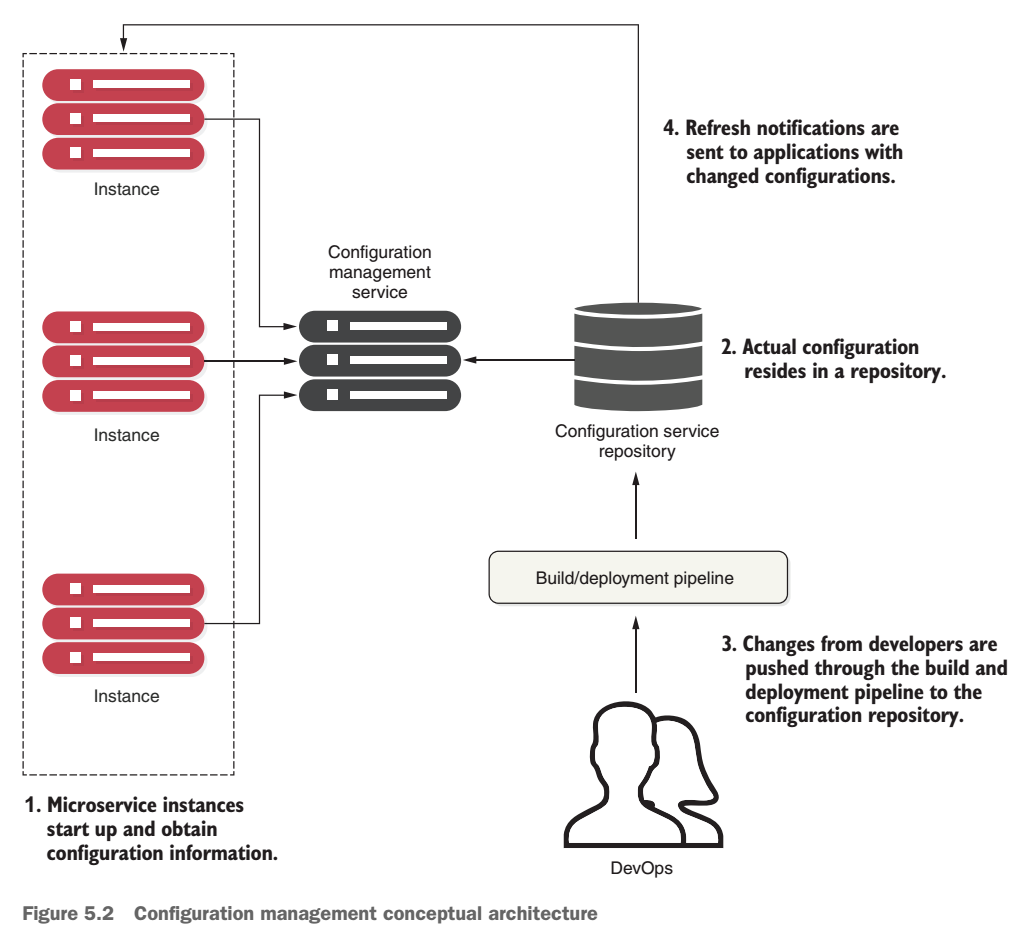 4. Refresh notifications are
sent to applications with
changed configurations.
Instance
Configuration
management
service
2. Actual configuration
resides in a repository.
Instance
Configuration service
repository
Build/deployment pipeline
3. Changes from developers are
pushed through the build and
deployment pipeline to the
configuration repository.
Instance
1. Microservice instances
start up and obtain
configuration information.
DevOps
Figure 5.2 Configuration management conceptual architecture